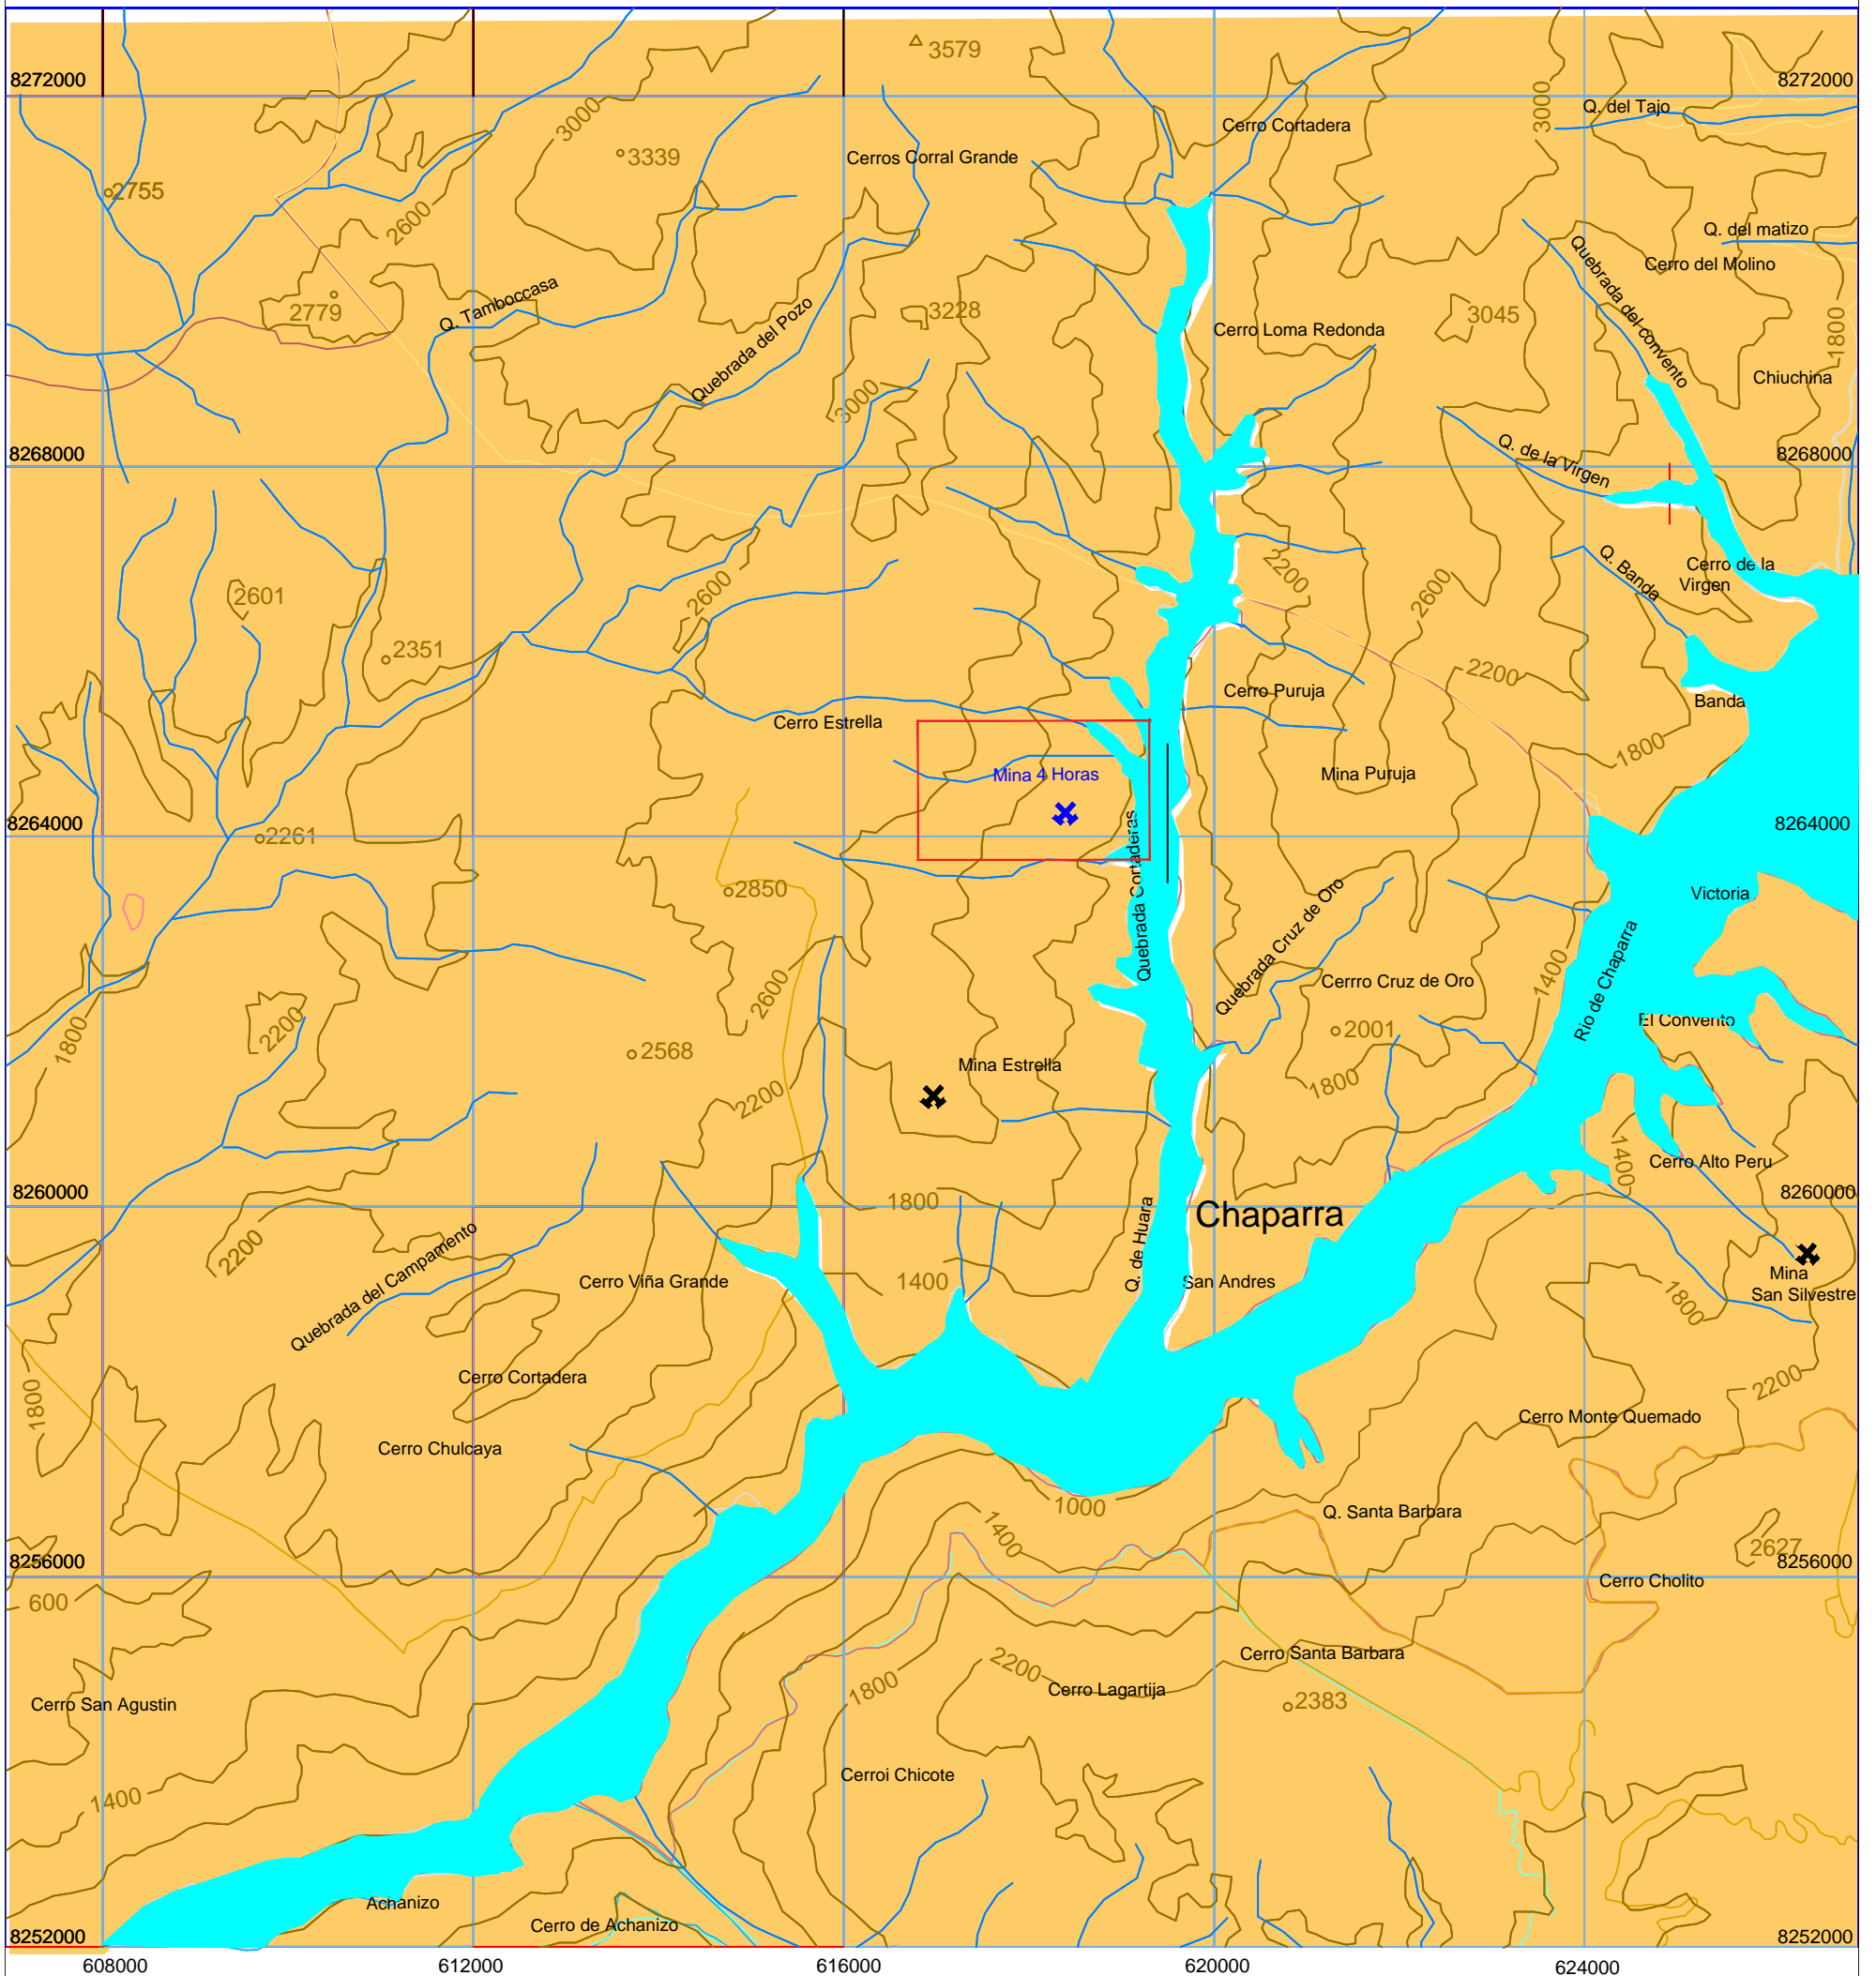 3579
8272000
8272000
3000
3000
Q. del Tajo
Cerro Cortadera
3339
Cerros Corral Grande
2755
2600
Q. del matizo
Cerro del Molino
Quebrada del convento
2779
Q. Tamboccasa
Quebrada del Pozo
3228
Cerro Loma Redonda
3045
1800
Chiuchina
3000
8268000
8268000
Q. de la Virgen
2600
2200
2600
Q. Banda
Cerro de la
Virgen
2601
2351
2200
Cerro Puruja
Banda
Cerro Estrella
1800
Mina 4 Horas
Mina Puruja
8264000
8264000
2261
Quebrada Cortaderas
2850
Victoria
Quebrada Cruz de Oro
Rio de Chaparra
1400
2600
Cerrro Cruz de Oro
El Convento
1800
2200
2568
2001
Mina Estrella
1800
2200
1400
Cerro Alto Peru
8260000
8260000
1800
Chaparra
2200
Quebrada del Campamento
Q. de Huara
Cerro Viña Grande
1400
San Andres
Mina
San Silvestre
1800
Cerro Cortadera
2200
1800
Cerro Monte Quemado
Cerro Chulcaya
1000
Q. Santa Barbara
1400
2627
8256000
8256000
Cerro Cholito
600
Cerro Santa Barbara
2200
Cerro Lagartija
1800
Cerro San Agustin
2383
Cerroi Chicote
1400
Achanizo
Cerro de Achanizo
8252000
8252000
608000
612000
616000
620000
624000